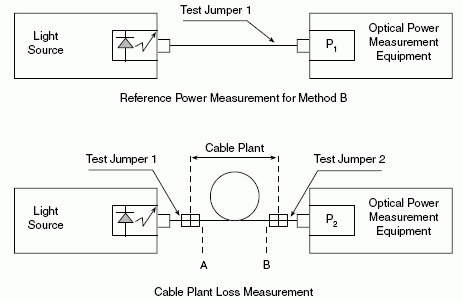 Test Jumper 1
Light
Source
P1
Optical Power
Measurement
Equipment
Reference Power Measurement for Method B
Cable Plant
Test Jumper 1
Test Jumper 2
Light
Source
P2
Optical Power
Measurement
Equipment
A
B
Cable Plant Loss Measurement